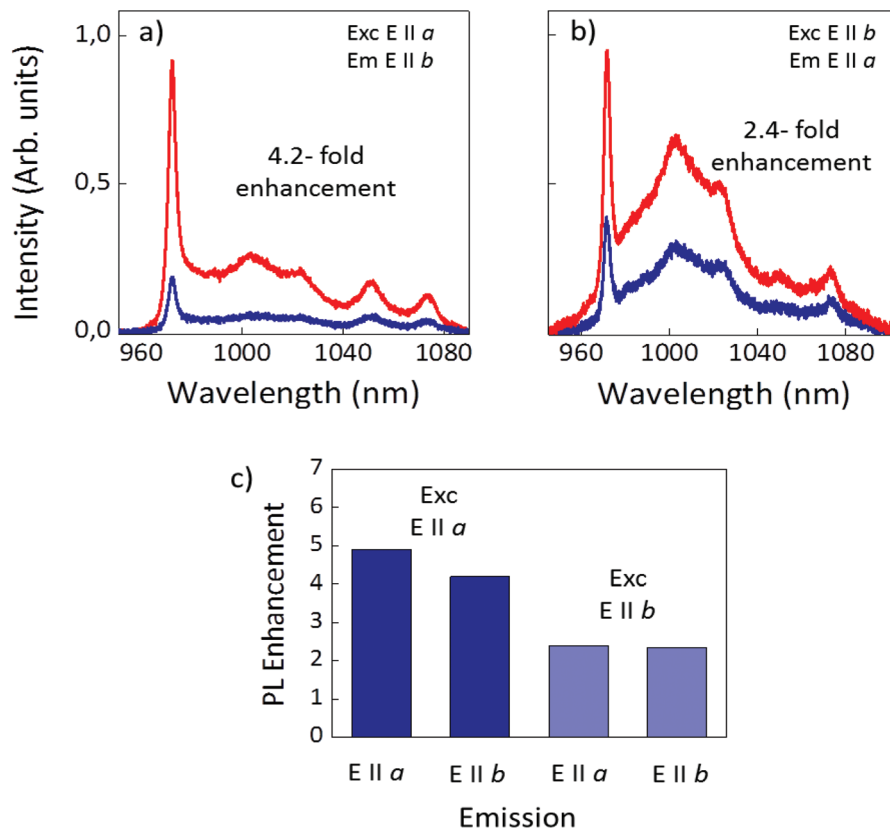 a)
Exc E II a
Em E II b
4.2- fold
enhancement
1,0
0,5
0,0
Intensity (Arb. units)
960 1000 1040 1080
Wavelength (nm)
b)
Exc E II b
Em E II a
2.4- fold
enhancement
960 1000 1040 1080
Wavelength (nm)
c)
PL Enhancement
7
6
5
4
3
2
1
0
Exc
E II a
Exc
E II b
E II a E II b E II a E II b
Emission